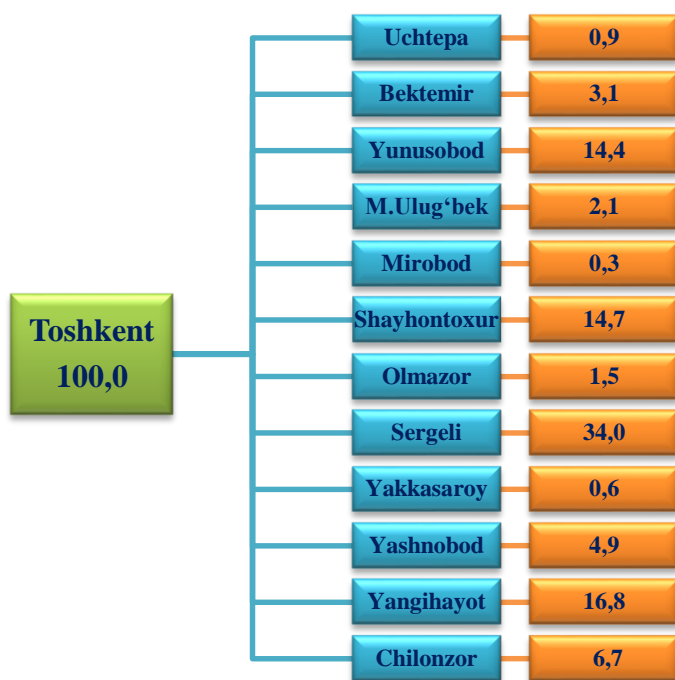 Uchtepa 0,9
Bektemir 3,1
Yunusobod 14,4
M.Ulug‘bek 2,1
Mirobod 0,3
Toshkent
100,0
Shayhontoxur 14,7
Olmazor 1,5
Sergeli 34,0
Yakkasaroy 0,6
Yashnobod 4,9
Yangihayot 16,8
Chilonzor 6,7